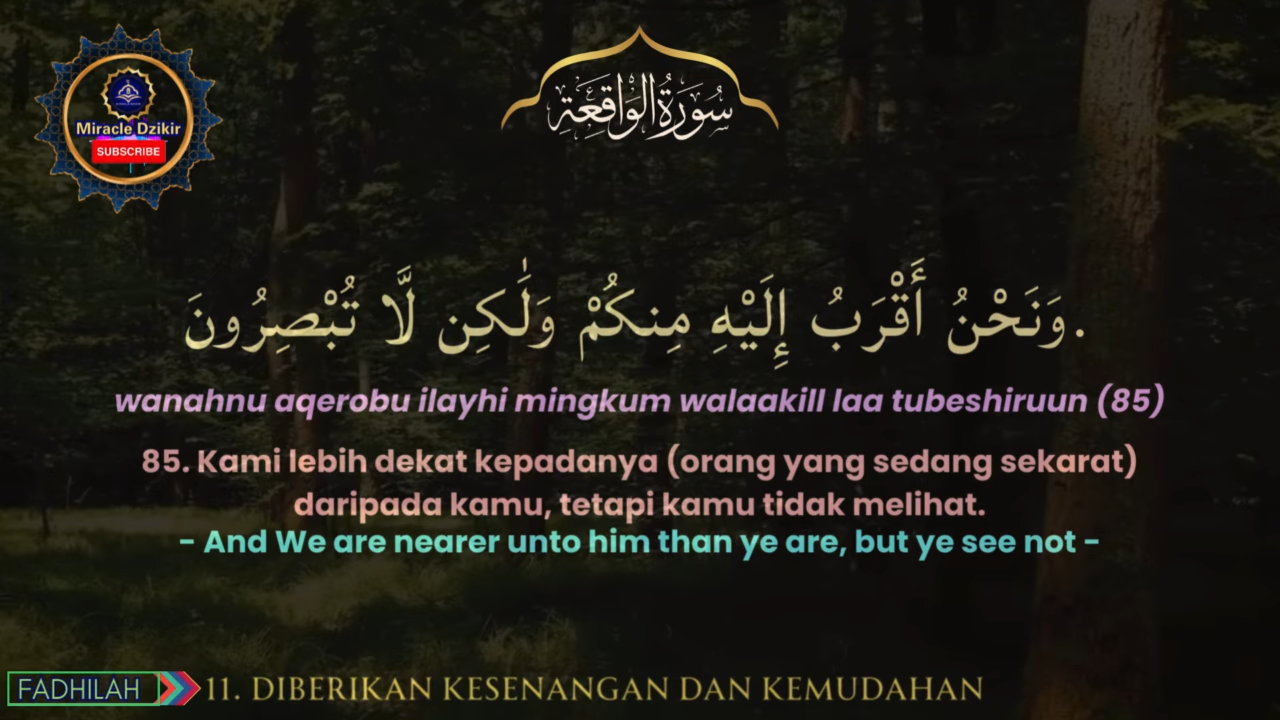 Miracle Dzikir
SUBSCRIBE
سُورَةُ الْوَاقِعَةِ
.وَنَحْنُ أَقْرَبُ إِلَيْهِ مِنكُمْ وَلَٰكِن لَّا تُبْصِرُونَ
wanahnu aqerobu ilayhi mingkum walaakill laa tubeshiruun (85)
85. Kami lebih dekat kepadanya (orang yang sedang sekarat)
daripada kamu, tetapi kamu tidak melihat.
- And We are nearer unto him than ye are, but ye see not -
FADHILAH
11. DIBERIKAN KESENANGAN DAN KEMUDAHAN